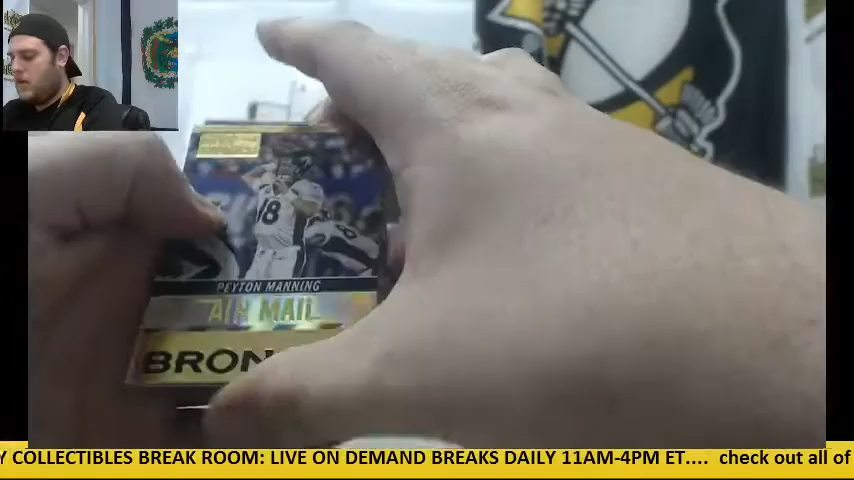 18
PEYTON MANNING
AIR MAIL
BRON
Y COLLECTIBLES BREAK ROOM: LIVE ON DEMAND BREAKS DAILY 11AM-4PM ET.... check out all of